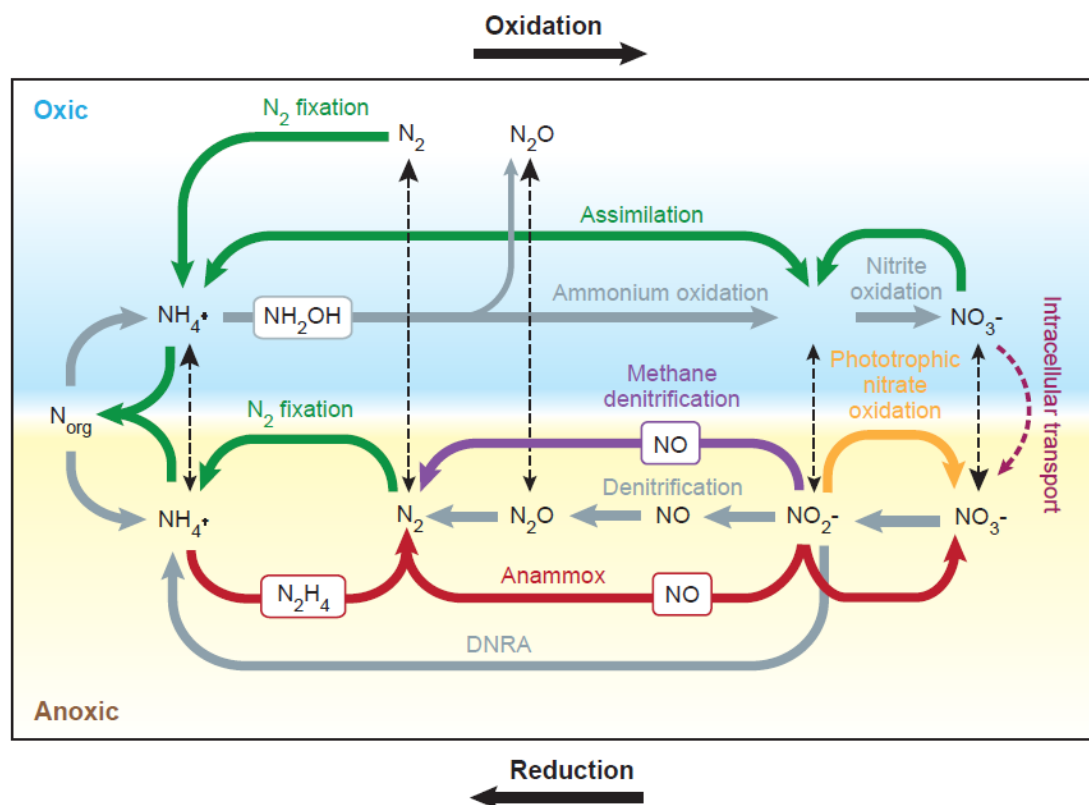 Oxidation
Oxic
N2 fixation
N2
N2O
Assimilation
NH4+
NH2OH
Ammonium oxidation
Nitrite
oxidation
NO3-
Intracellular transport
Methane
denitrification
Phototrophic
nitrate
oxidation
Norg
N2 fixation
NO
Denitrification
NH4+
N2
N2O
NO
NO2-
NO3-
N2H4
Anammox
NO
DNRA
Anoxic
Reduction